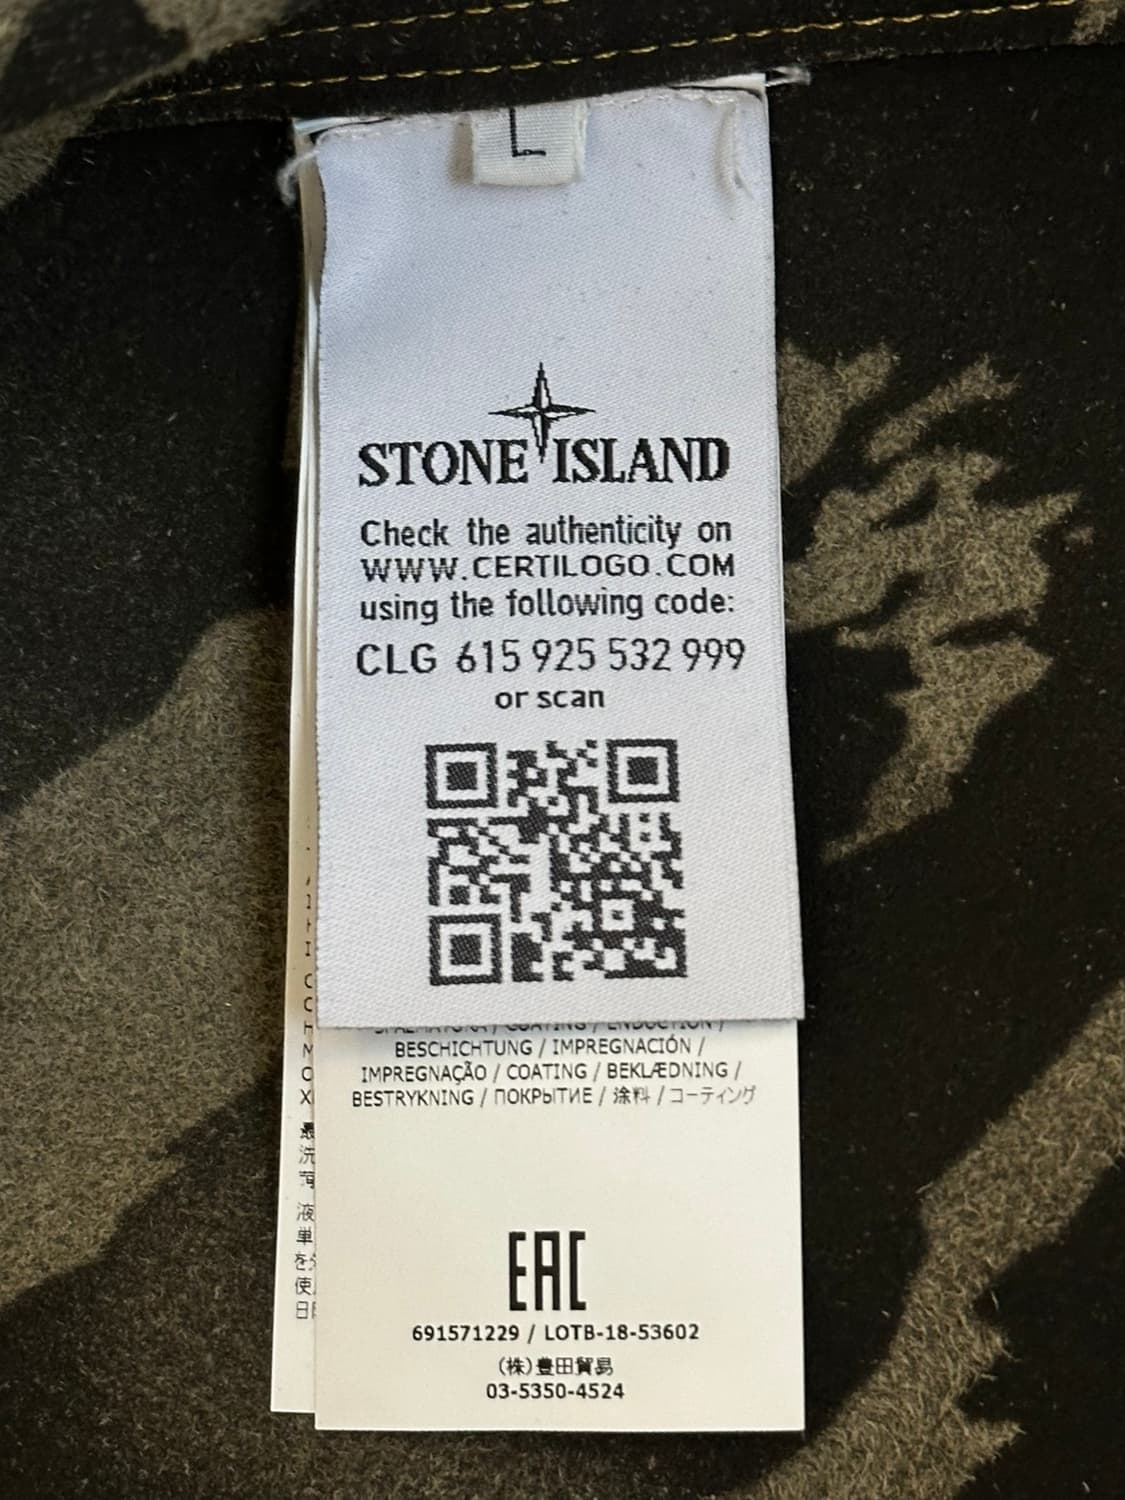 L
STONE ISLAND
Check the authenticity on
WWW.CERTILOGO.COM
using the following code:
CLG 615 925 532 999
or scan
BESCHICHTUNG / IMPREGNACIÓN /
IMPREGNAÇÃO / COATING / BEKLÆDNING /
BESTRYKNING / ПОКРЫТИЕ / 涂料 / コーティング
EAC
691571229 / LOTB-18-53602
(株)豊田貿易
03-5350-4524